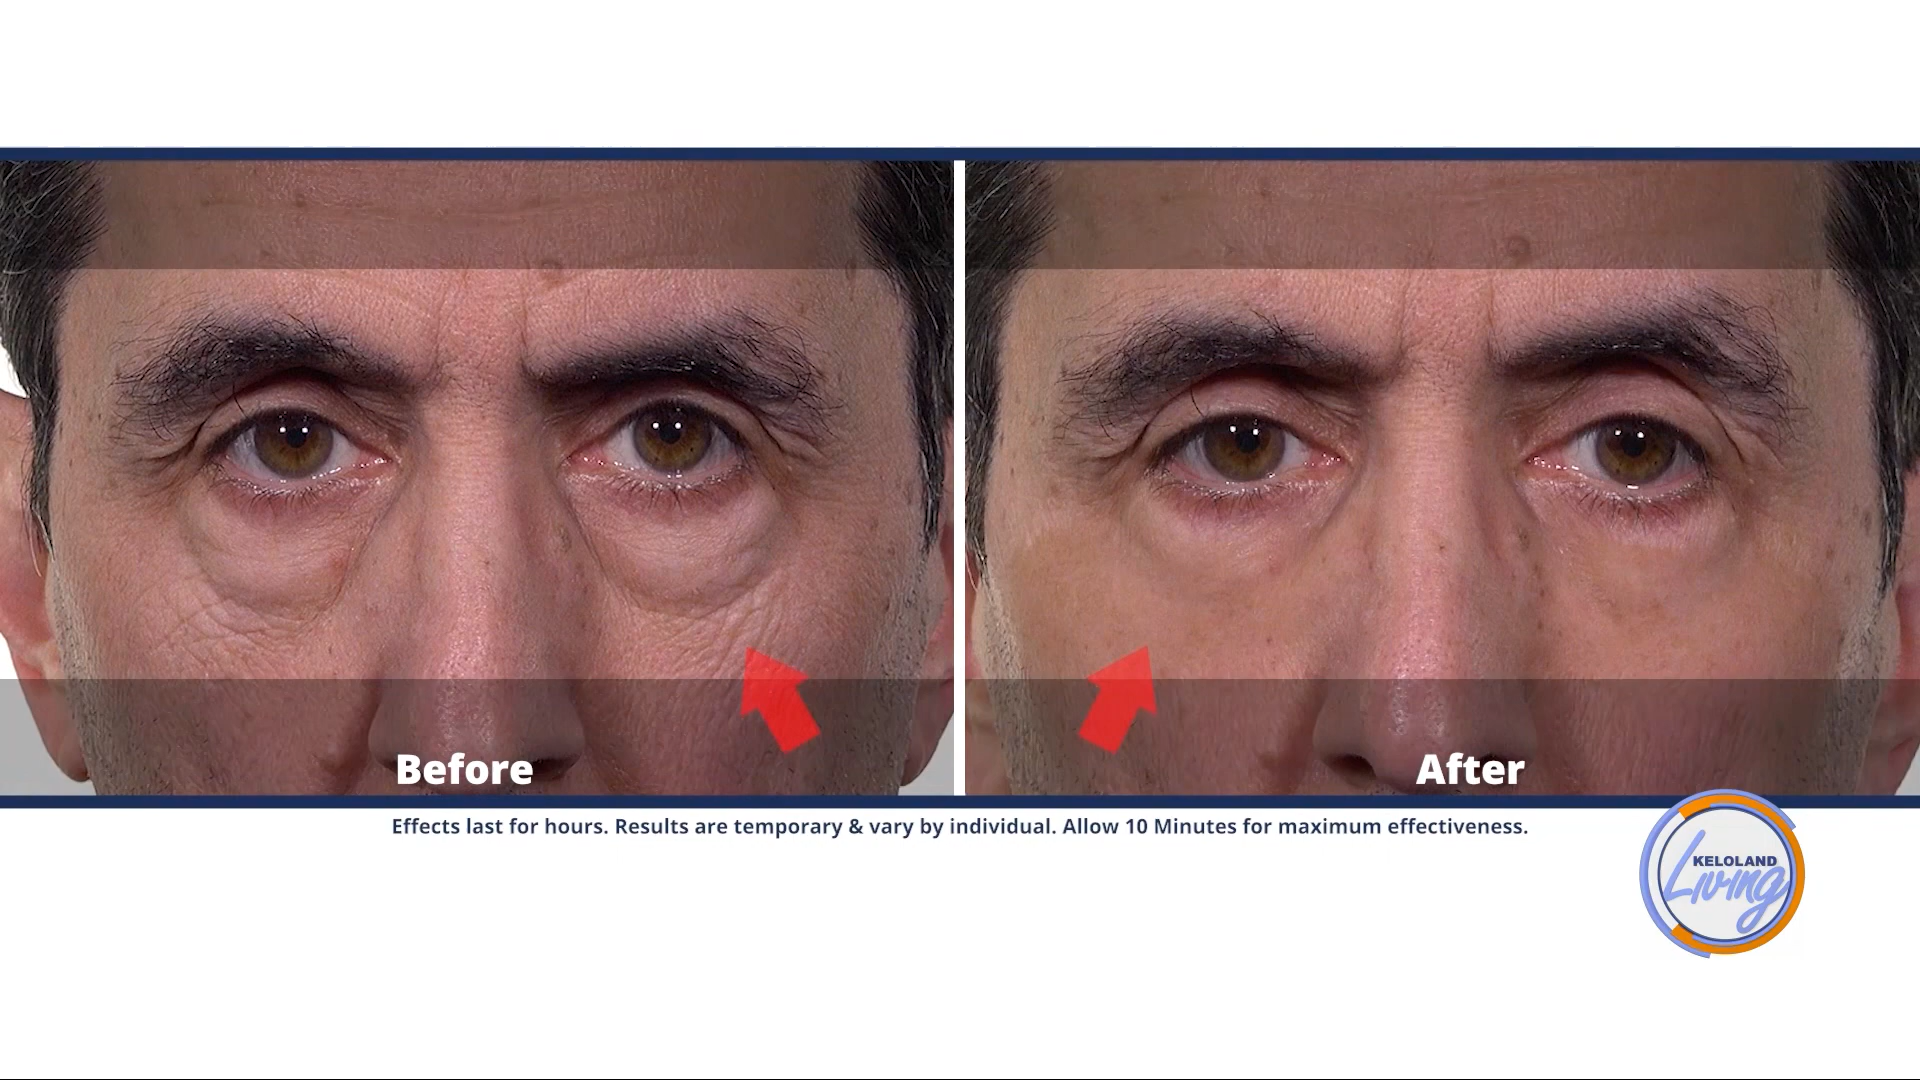 Before
After
Effects last for hours. Results are temporary & vary by individual. Allow 10 Minutes for maximum effectiveness.
KELOLAND
Living